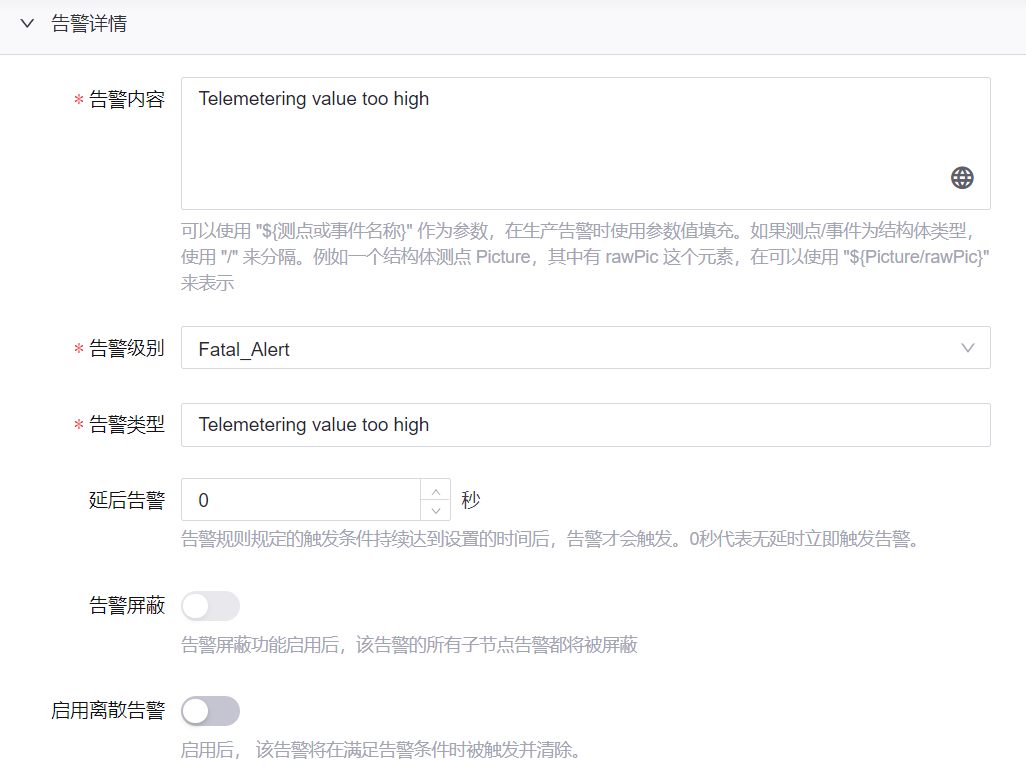 告警详情
* 告警内容
Telemetering value too high
可以使用 "${测点或事件名称}" 作为参数，在生产告警时使用参数值填充。如果测点/事件为结构体类型，
使用 "/" 来分隔。例如一个结构体测点 Picture，其中有 rawPic 这个元素，在可以使用 "${Picture/rawPic}"
来表示
* 告警级别 Fatal_Alert
* 告警类型 Telemetering value too high
延后告警 0 秒
告警规则规定的触发条件持续达到设置的时间后，告警才会触发。0秒代表无延时立即触发告警。
告警屏蔽
告警屏蔽功能启用后，该告警的所有子节点告警都将被屏蔽
启用离散告警
启用后， 该告警将在满足告警条件时被触发并清除。